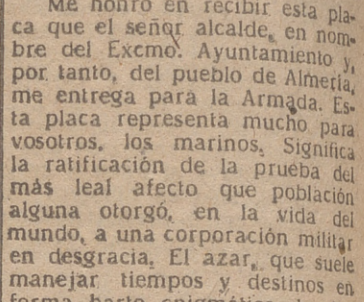 Me honro en recibir esta pla-
ca que el señor alcalde, en nom-
bre del Excmo. Ayuntamiento y,
por tanto, del pueblo de Almería,
me entrega para la Armada. Es-
ta placa representa mucho para
vosotros, los marinos. Significa
la ratificación de la prueba del
más leal afecto que población
alguna otorgó, en la vida del
mundo, a una corporación militar
en desgracia. El azar, que suele
manejar tiempos y destinos en
forma harto